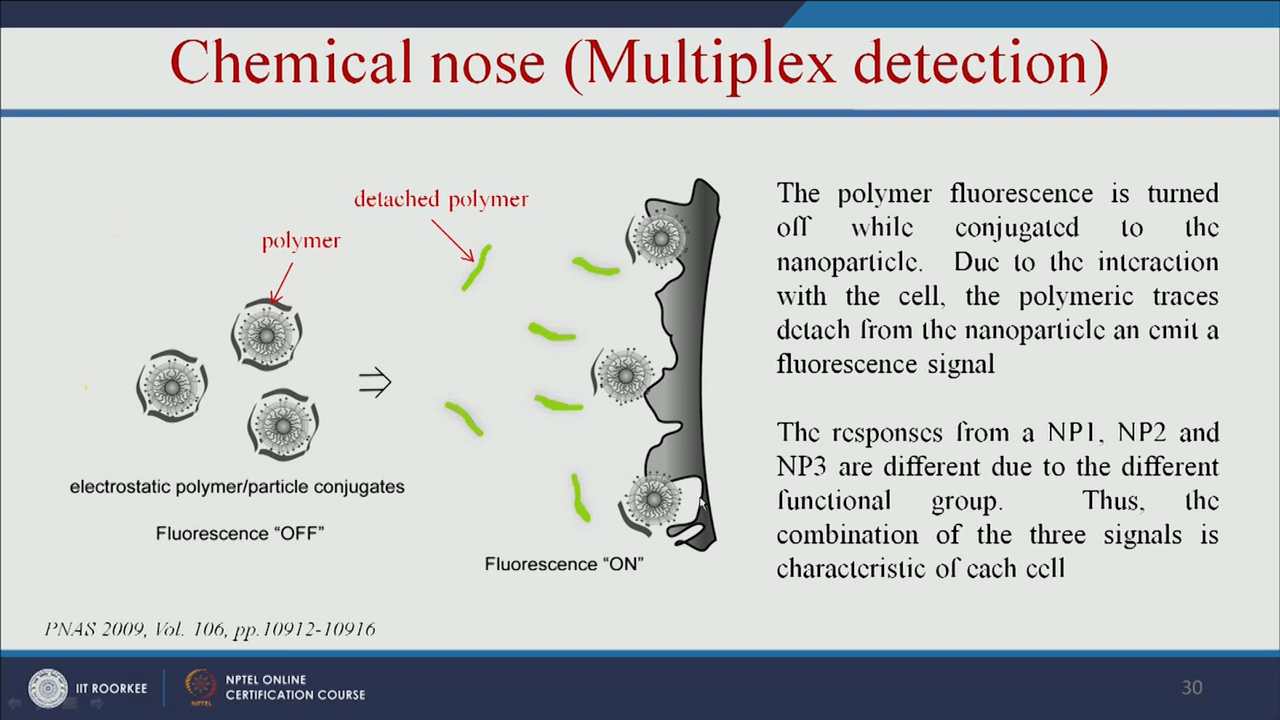 Chemical nose (Multiplex detection)
detached polymer
polymer
electrostatic polymer/particle conjugates
Fluorescence “OFF”
Fluorescence “ON”
The polymer fluorescence is turned
off while conjugated to the
nanoparticle. Due to the interaction
with the cell, the polymeric traces
detach from the nanoparticle an emit a
fluorescence signal
The responses from a NP1, NP2 and
NP3 are different due to the different
functional group. Thus, the
combination of the three signals is
characteristic of each cell
PNAS 2009, Vol. 106, pp.10912-10916
IIT ROORKEE
NPTEL
NPTEL ONLINE
CERTIFICATION COURSE
30